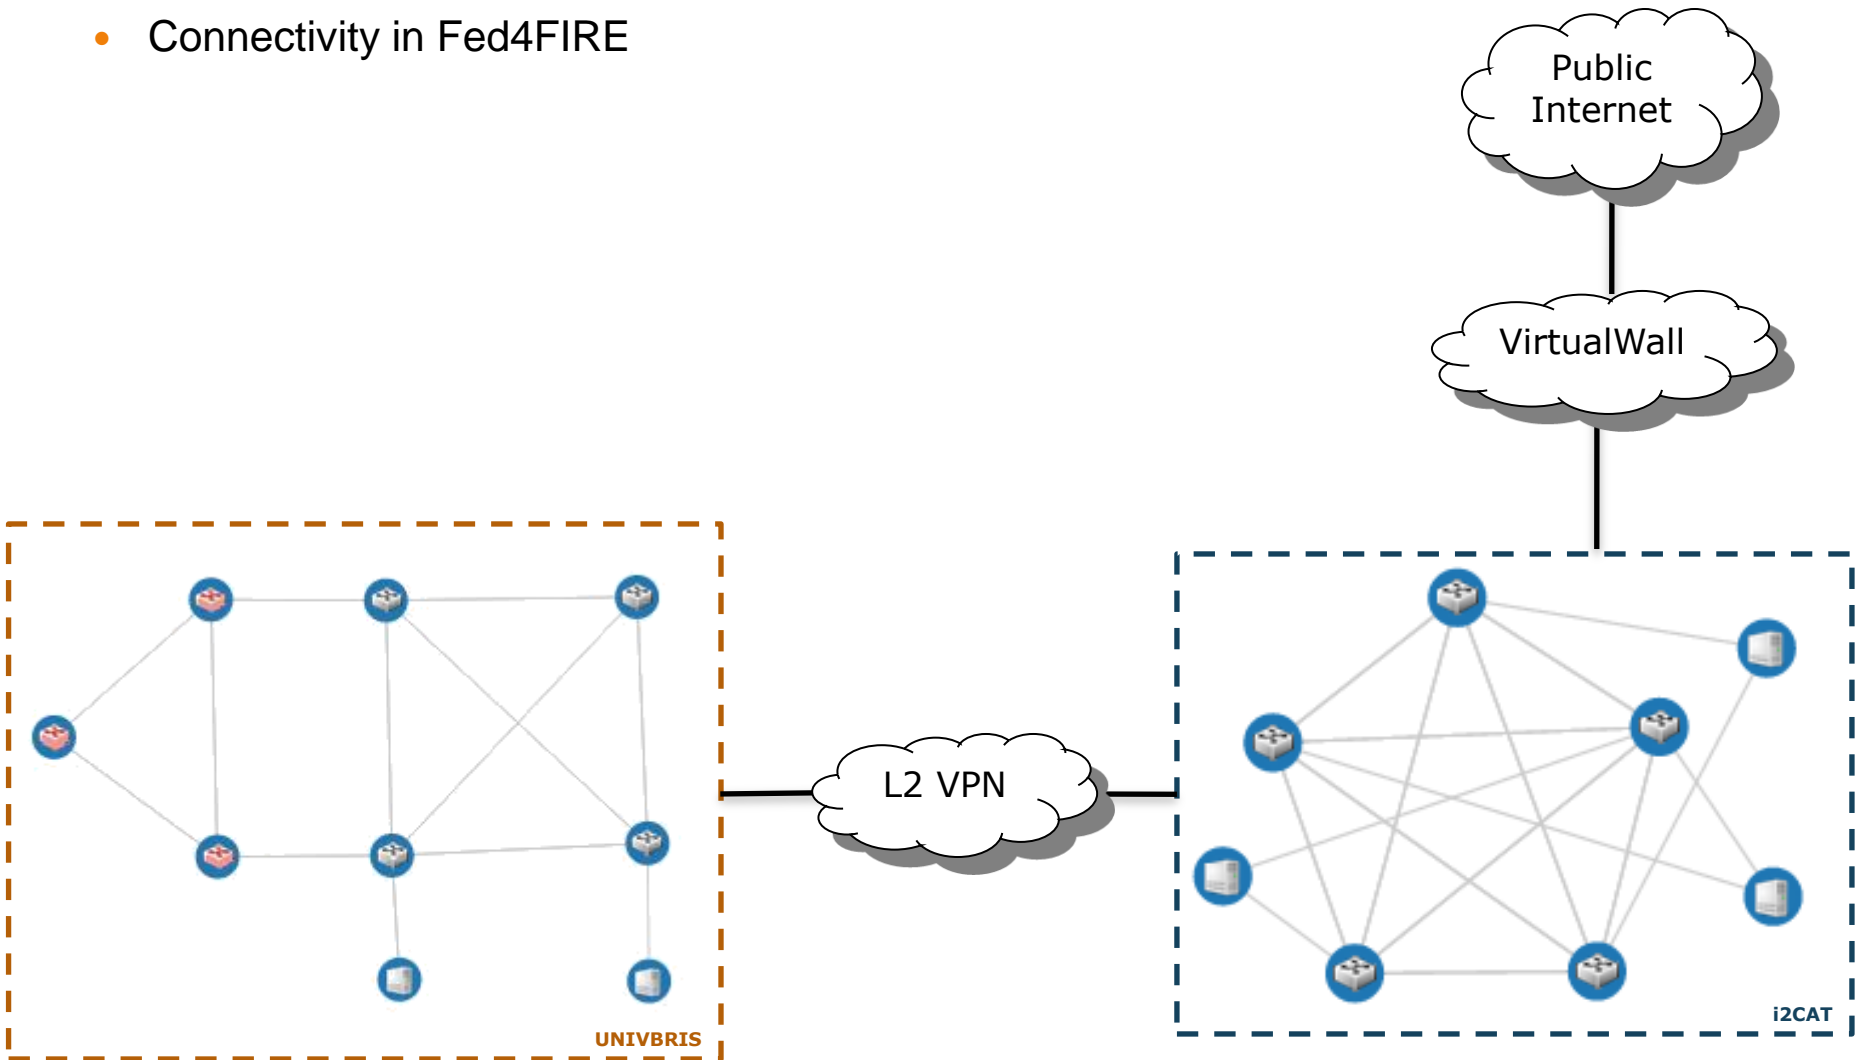 Connectivity in Fed4FIRE
Public
Internet
VirtualWall
L2 VPN
UNIVBRIS
i2CAT